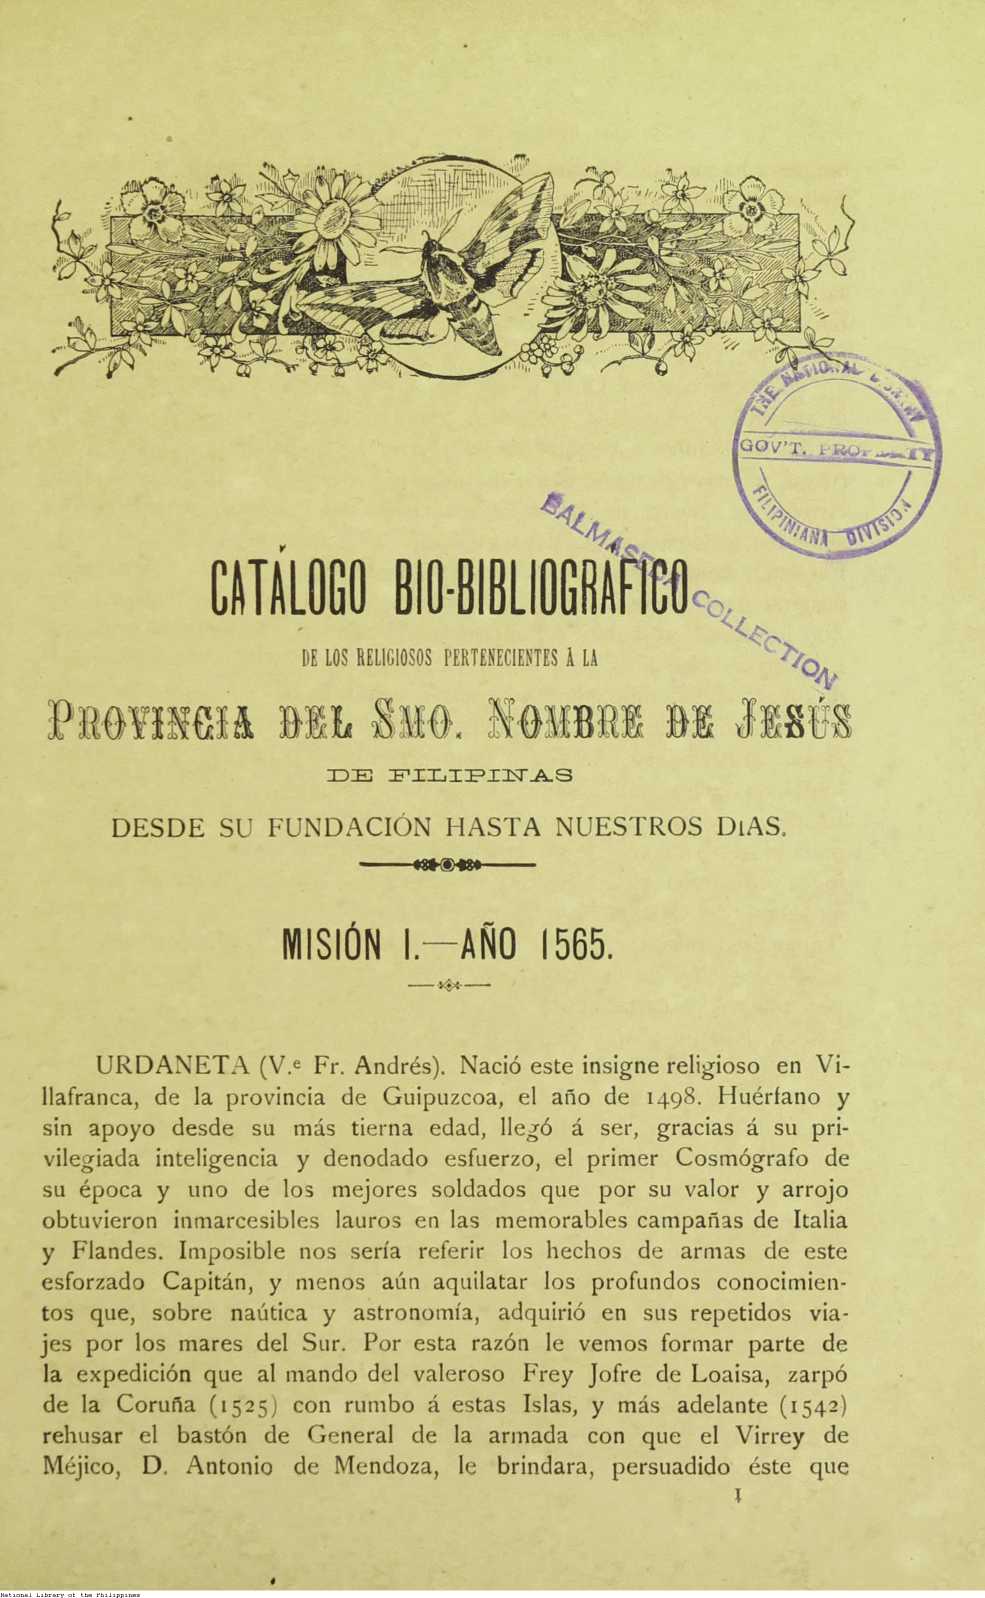 THE NATIONAL LIBRARY
GOV'T. PROPERTY
FILIPINIANA DIVISION
BALMASEDA COLLECTION
CATÁLOGO BIO-BIBLIOGRÁFICO
DE LOS RELIGIOSOS PERTENECIENTES Á LA
PROVINCIA DEL SMO. NOMBRE DE JESÚS
DE FILIPINAS
DESDE SU FUNDACIÓN HASTA NUESTROS DIAS.
MISIÓN I.—AÑO 1565.
URDANETA (V.e Fr. Andrés). Nació este insigne religioso en Vi-
llafranca, de la provincia de Guipuzcoa, el año de 1498. Huérfano y
sin apoyo desde su más tierna edad, llegó á ser, gracias á su pri-
vilegiada inteligencia y denodado esfuerzo, el primer Cosmógrafo de
su época y uno de los mejores soldados que por su valor y arrojo
obtuvieron inmarcesibles lauros en las memorables campañas de Italia
y Flandes. Imposible nos sería referir los hechos de armas de este
esforzado Capitán, y menos aún aquilatar los profundos conocimien-
tos que, sobre naútica y astronomía, adquirió en sus repetidos via-
jes por los mares del Sur. Por esta razón le vemos formar parte de
la expedición que al mando del valeroso Frey Jofre de Loaisa, zarpó
de la Coruña (1525) con rumbo á estas Islas, y más adelante (1542)
rehusar el bastón de General de la armada con que el Virrey de
Méjico, D. Antonio de Mendoza, le brindara, persuadido éste que
1
National Library of the Philippines